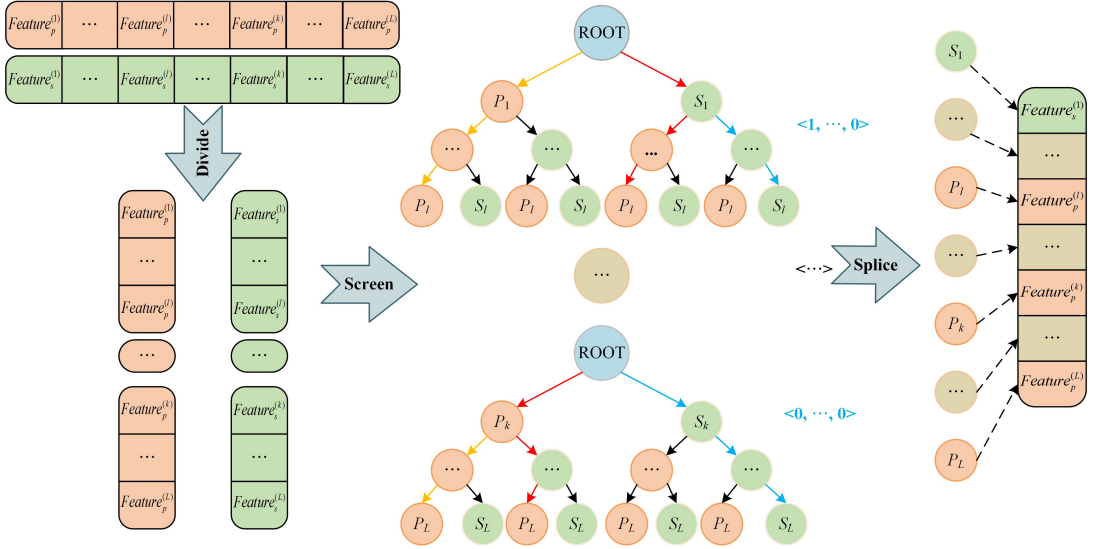 Feature_p^(1) ⋯ Feature_p^(l) ⋯ Feature_p^(k) ⋯ Feature_p^(L)
Feature_s^(1) ⋯ Feature_s^(l) ⋯ Feature_s^(k) ⋯ Feature_s^(L)
Divide
Feature_p^(1)
⋯
Feature_p^(l)
⋯
Feature_p^(k)
⋯
Feature_p^(L)
Feature_s^(1)
⋯
Feature_s^(l)
⋯
Feature_s^(k)
⋯
Feature_s^(L)
Screen
ROOT
P_1 S_1
⋯ ⋯ ... ⋯
P_l S_l P_l S_l P_l S_l P_l S_l
<1, ⋯, 0>
⋯
<⋯>
ROOT
P_k S_k
⋯ ⋯ ⋯ ⋯
P_L S_L P_L S_L P_L S_L P_L S_L
<0, ⋯, 0>
Splice
S_1
⋯
P_l
⋯
P_k
⋯
P_L
Feature_s^(1)
⋯
Feature_p^(l)
⋯
Feature_p^(k)
⋯
Feature_p^(L)